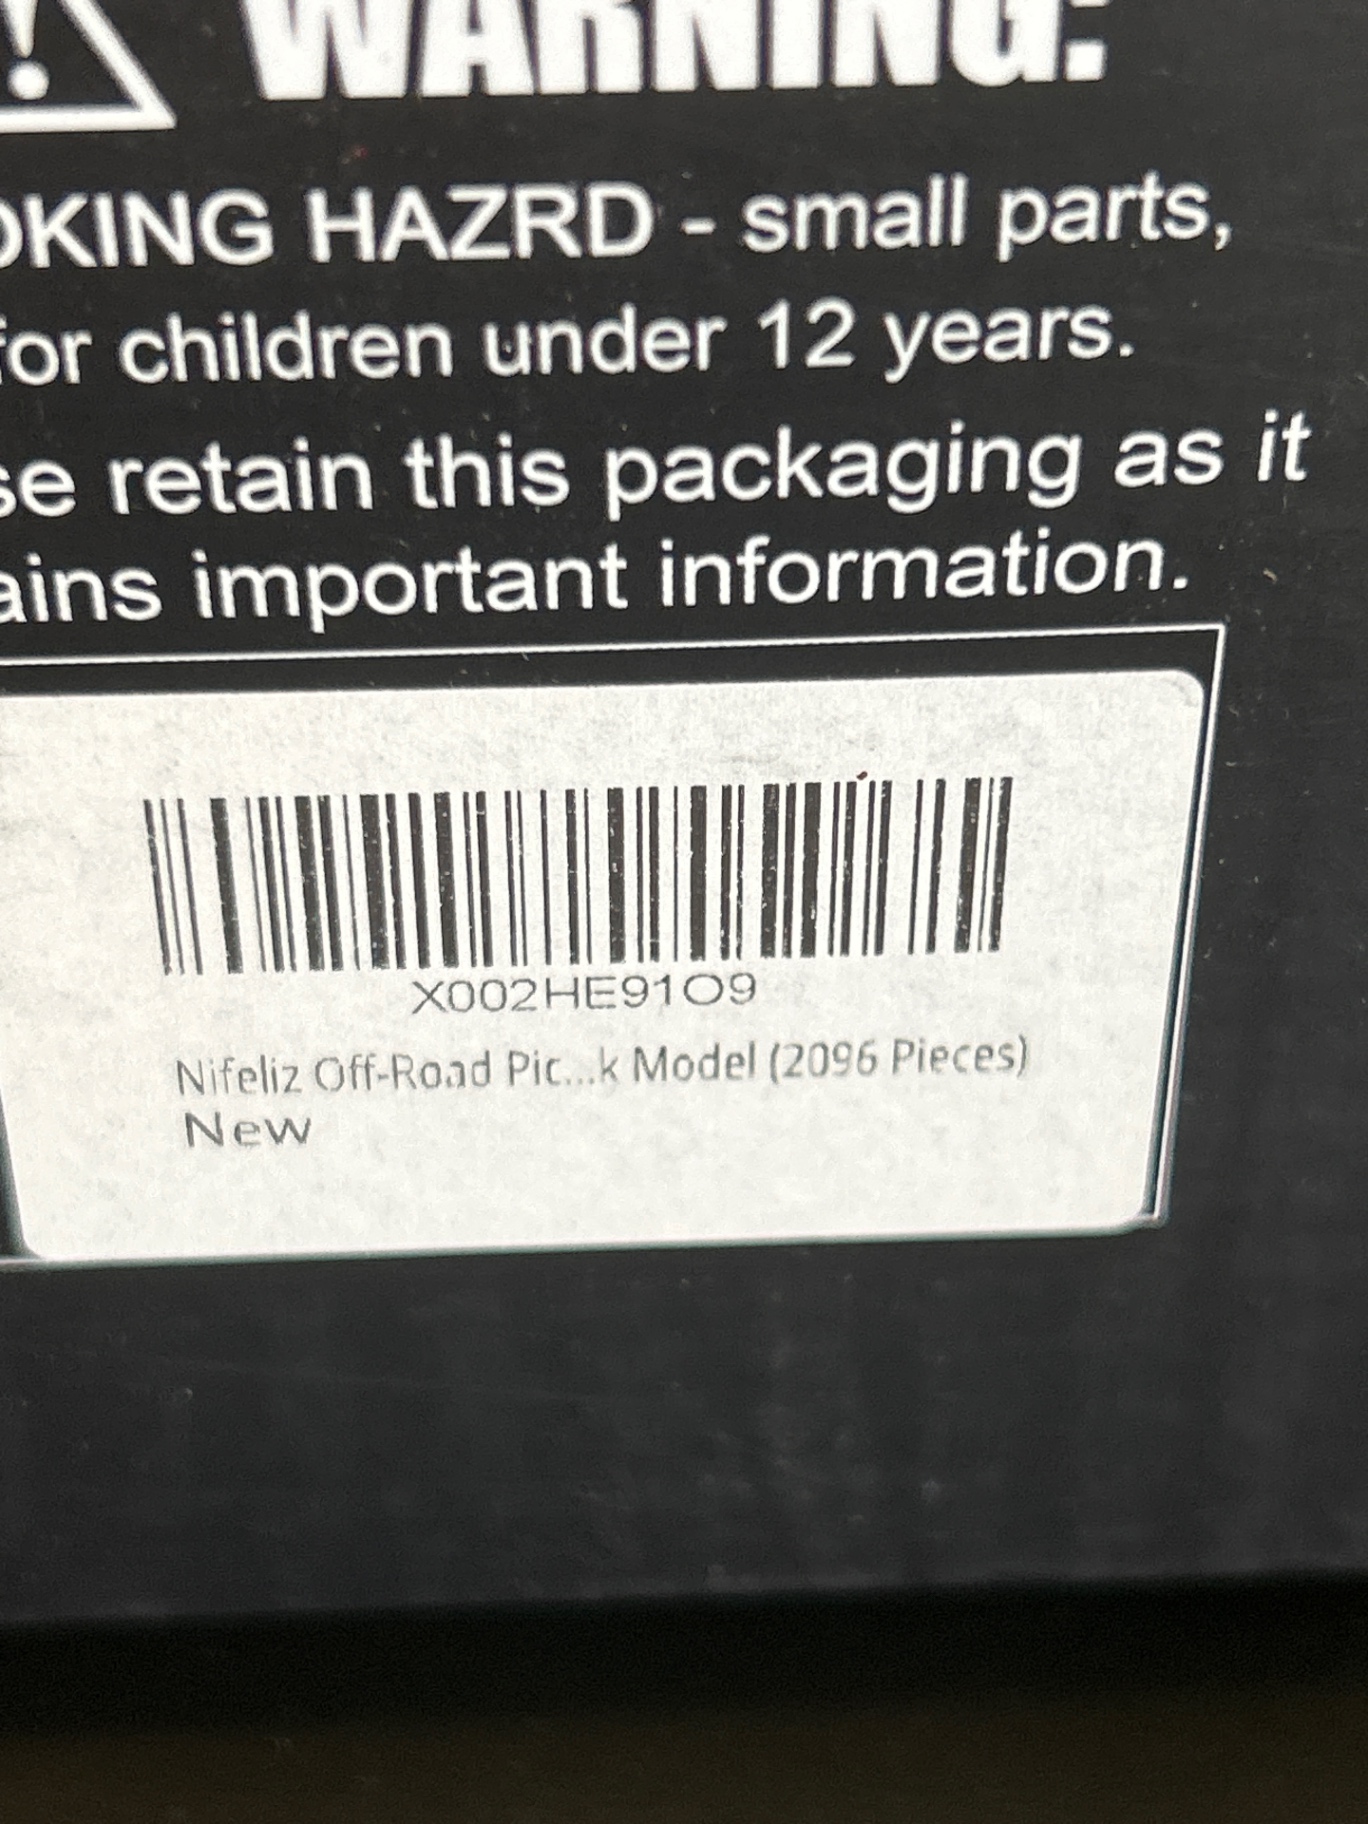 WARNING:
OKING HAZRD - small parts,
for children under 12 years.
se retain this packaging as it
ains important information.
X002HE91O9
Nifeliz Off-Road Pic...k Model (2096 Pieces)
New